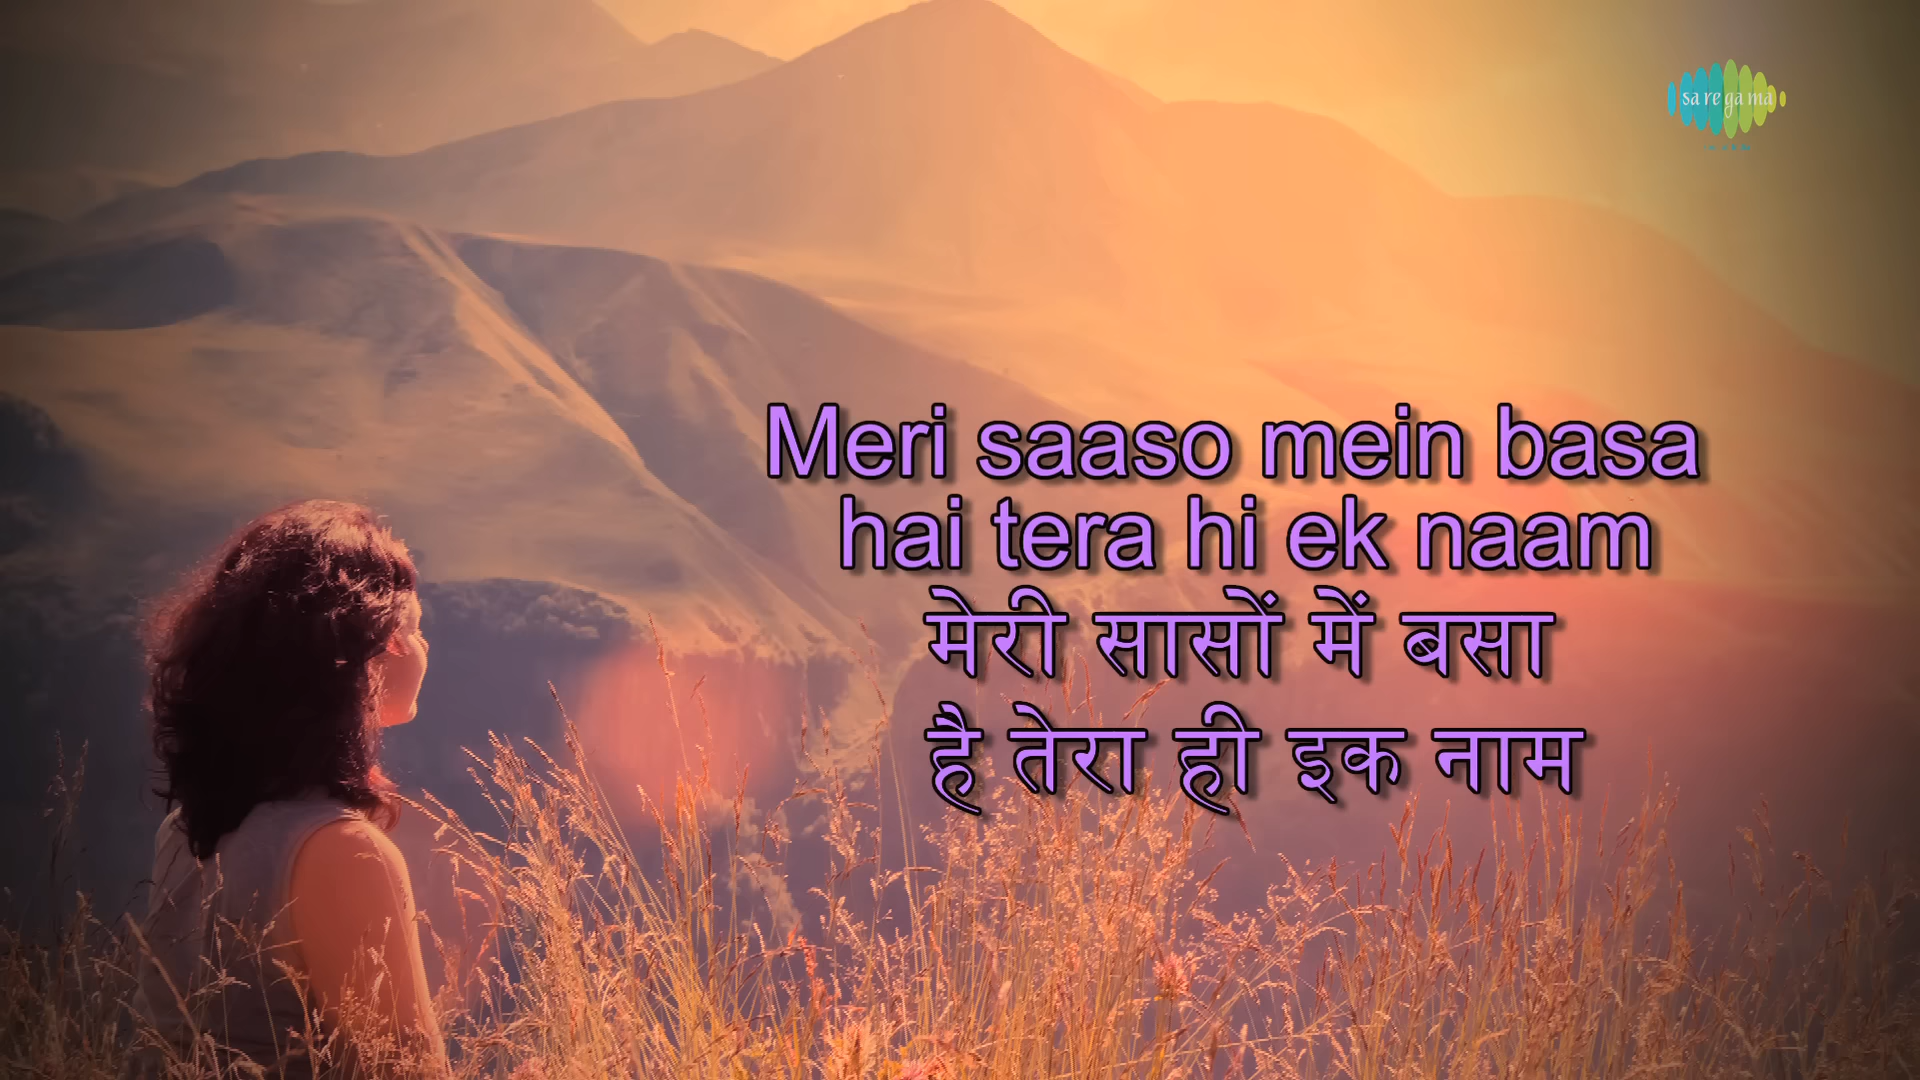 sa re ga ma
Meri saaso mein basa
hai tera hi ek naam
मेरी सासों में बसा
है तेरा ही इक नाम